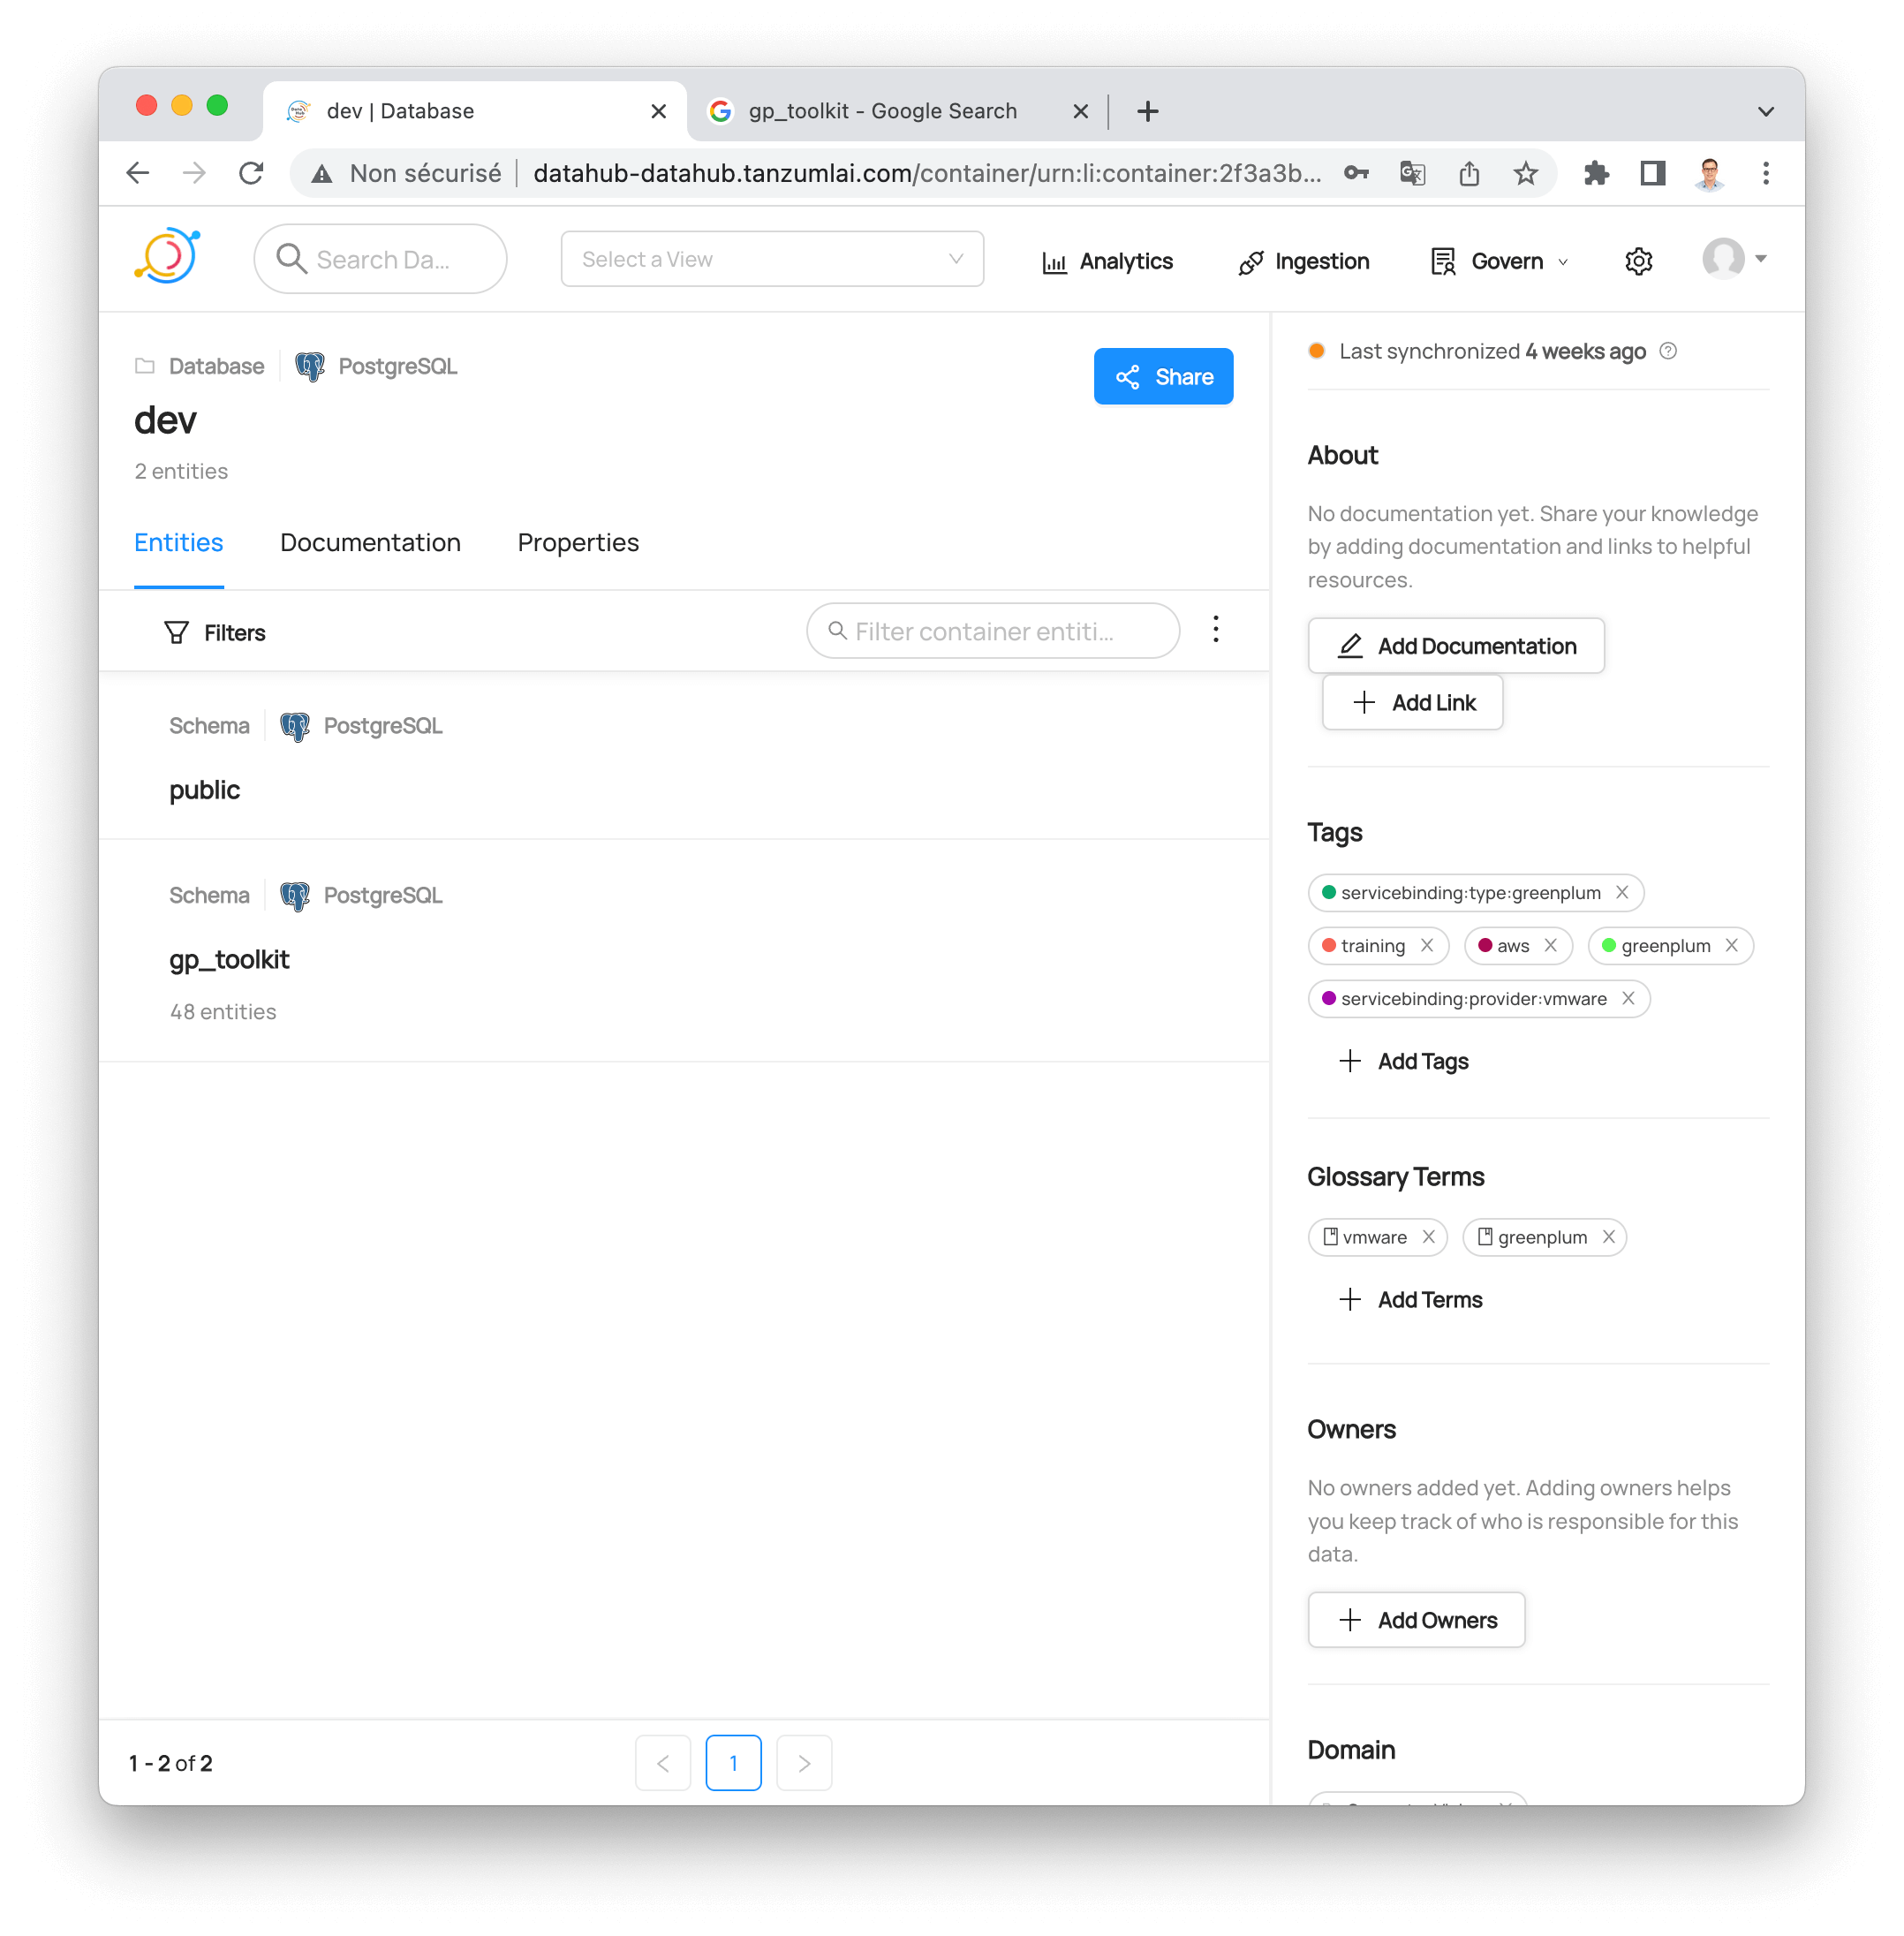 dev | Database
gp_toolkit - Google Search
Non sécurisé
datahub-datahub.tanzumlai.com/container/urn:li:container:2f3a3b...
Search Da...
Select a View
Analytics
Ingestion
Govern
Database
PostgreSQL
dev
2 entities
Share
Entities
Documentation
Properties
Filters
Filter container entiti...
Schema
PostgreSQL
public
Schema
PostgreSQL
gp_toolkit
48 entities
1 - 2 of 2
1
Last synchronized 4 weeks ago
About
No documentation yet. Share your knowledge
by adding documentation and links to helpful
resources.
Add Documentation
Add Link
Tags
servicebinding:type:greenplum
training
aws
greenplum
servicebinding:provider:vmware
Add Tags
Glossary Terms
vmware
greenplum
Add Terms
Owners
No owners added yet. Adding owners helps
you keep track of who is responsible for this
data.
Add Owners
Domain